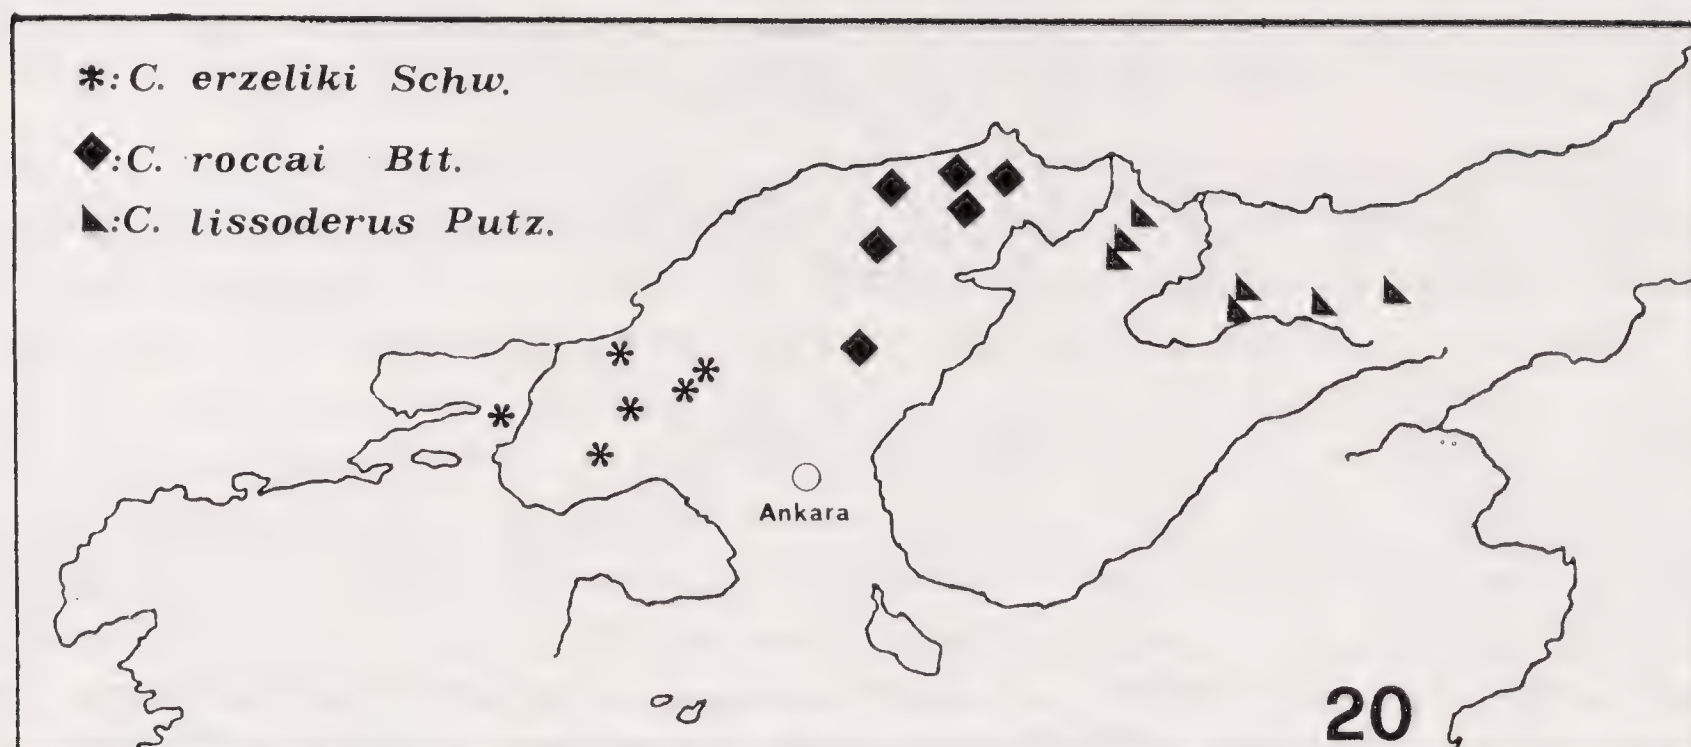 *: C. erzeliki Schw.
◆: C. roccai Btt.
◣: C. lissoderus Putz.
Ankara
20